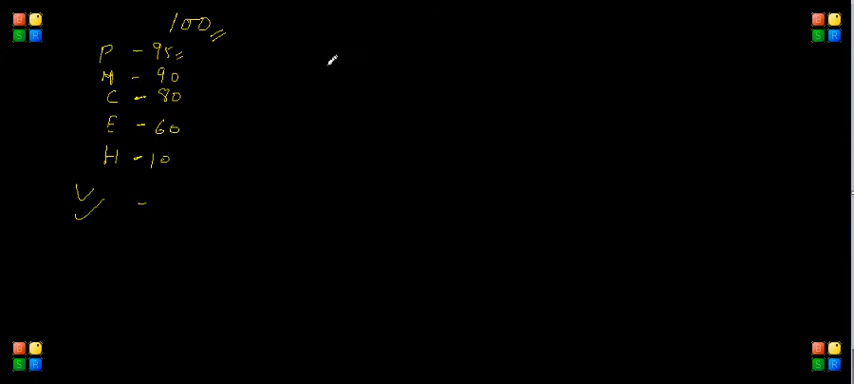 100
P - 95
M - 90
C - 80
E - 60
H - 10
-
B S R
B S R
B S R
B S R